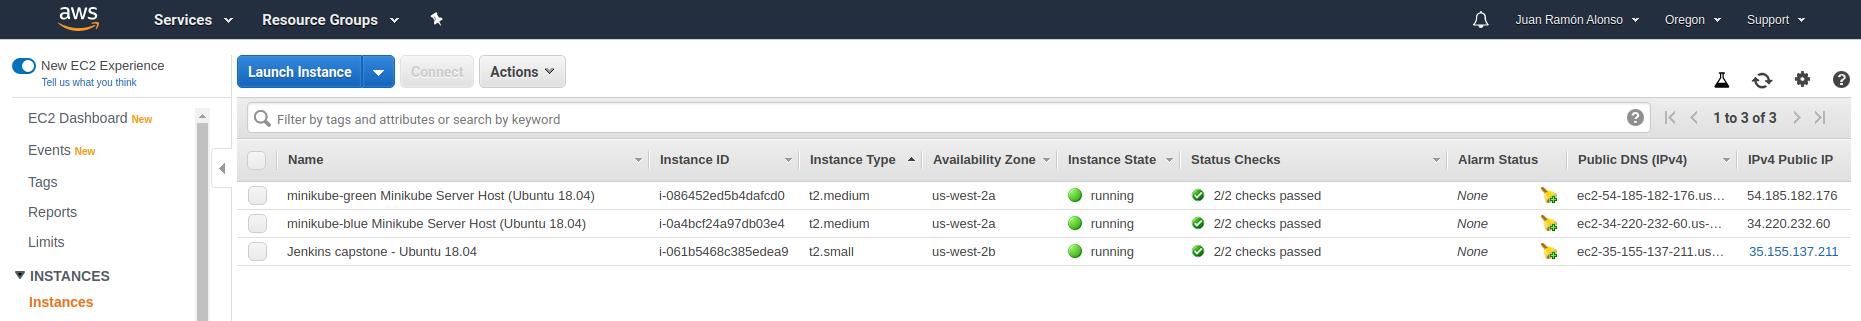 aws Services Resource Groups Juan Ramón Alonso Oregon Support
New EC2 Experience
Tell us what you think
Launch Instance Connect Actions
EC2 Dashboard New
Events New
Tags
Reports
Limits
INSTANCES
Instances
Filter by tags and attributes or search by keyword 1 to 3 of 3
Name Instance ID Instance Type Availability Zone Instance State Status Checks Alarm Status Public DNS (IPv4) IPv4 Public IP
minikube-green Minikube Server Host (Ubuntu 18.04) i-086452ed5b4dafcd0 t2.medium us-west-2a running 2/2 checks passed None ec2-54-185-182-176.us... 54.185.182.176
minikube-blue Minikube Server Host (Ubuntu 18.04) i-0a4bcf24a97db03e4 t2.medium us-west-2a running 2/2 checks passed None ec2-34-220-232-60.us-... 34.220.232.60
Jenkins capstone - Ubuntu 18.04 i-061b5468c385edea9 t2.small us-west-2b running 2/2 checks passed None ec2-35-155-137-211.us... 35.155.137.211